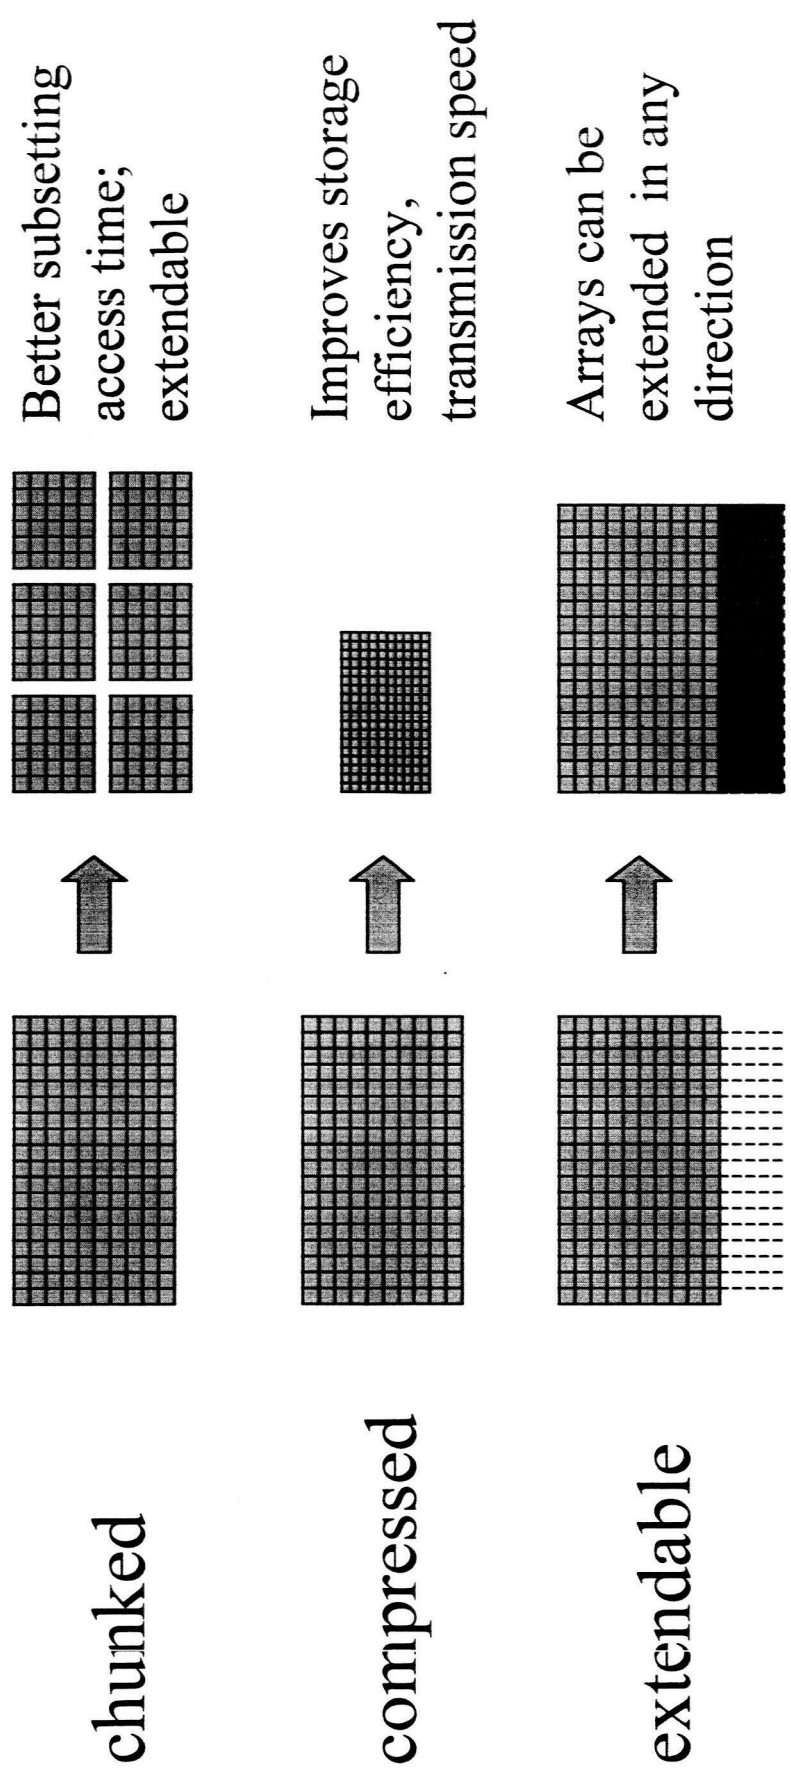 chunked
Better subsetting
access time;
extendable
compressed
Improves storage
efficiency,
transmission speed
extendable
Arrays can be
extended in any
direction